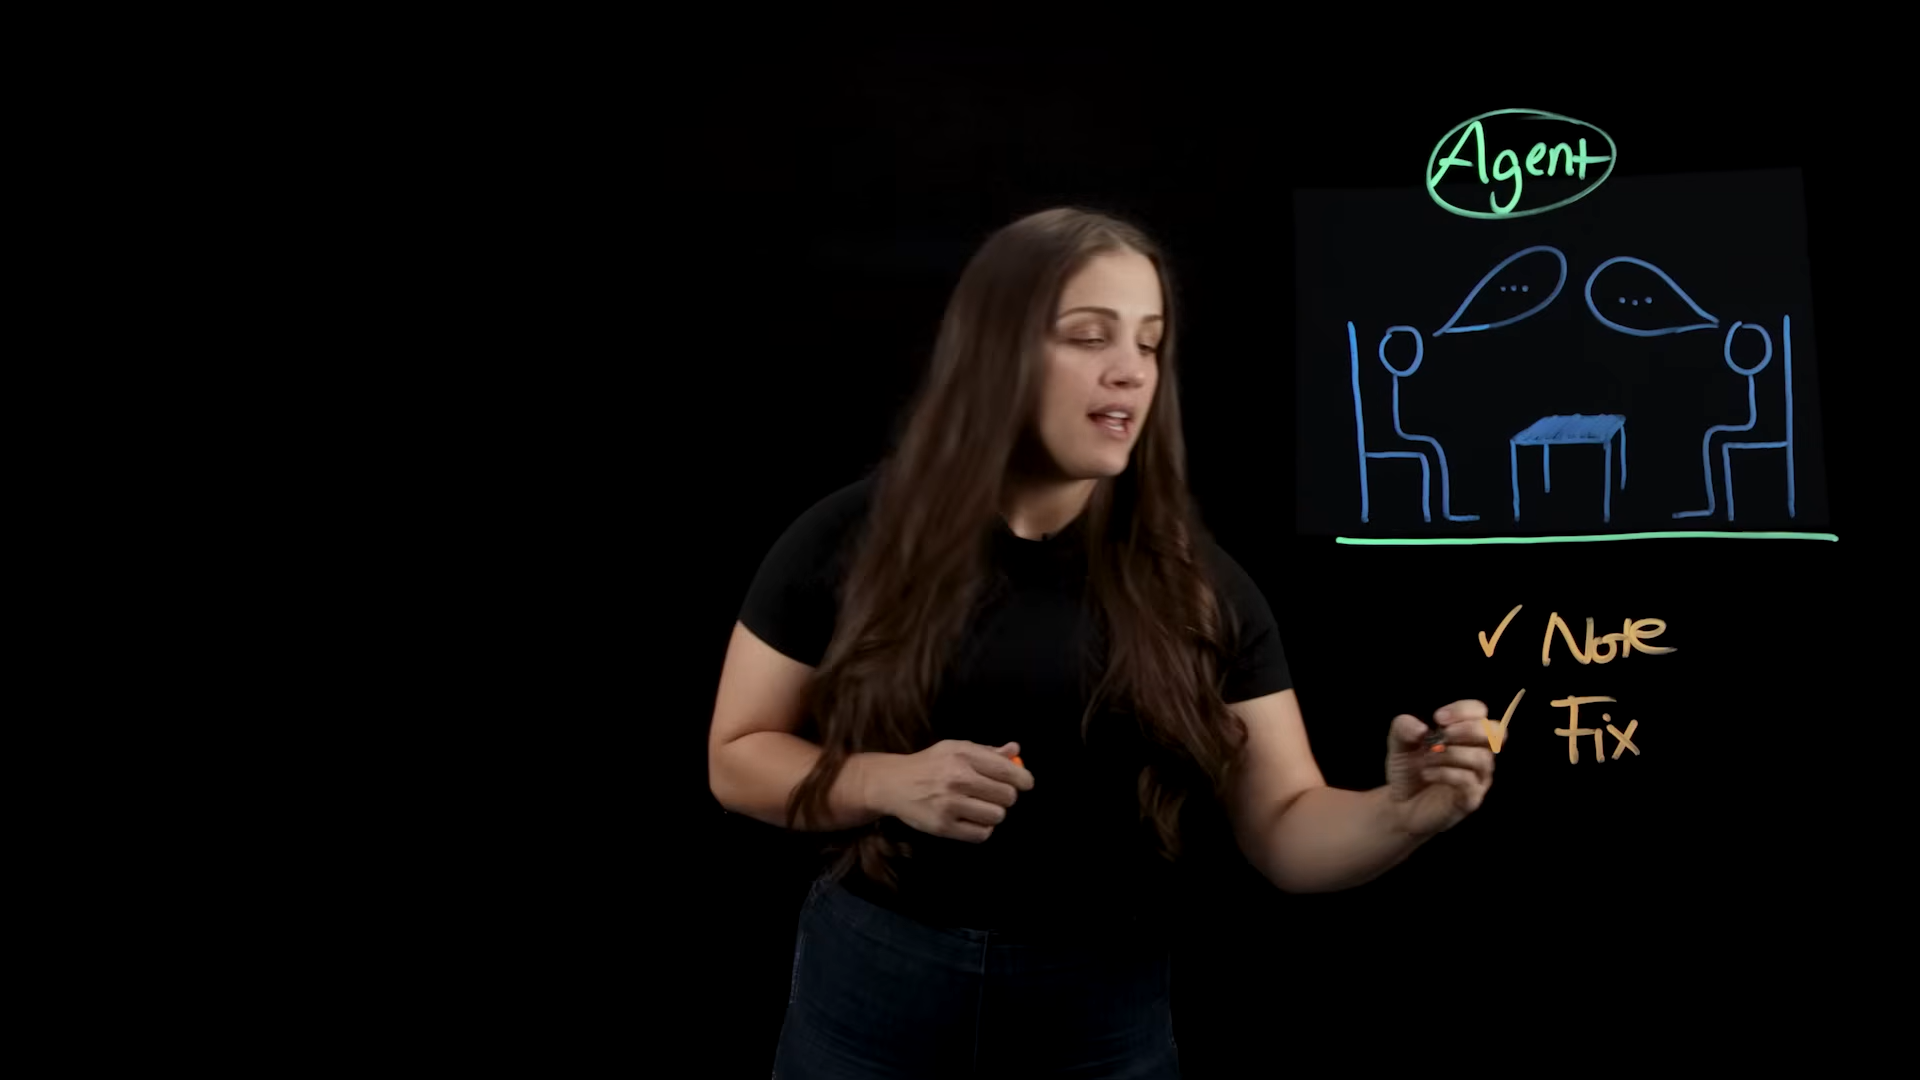 Agent
...
...
✓ Note
✓ Fix